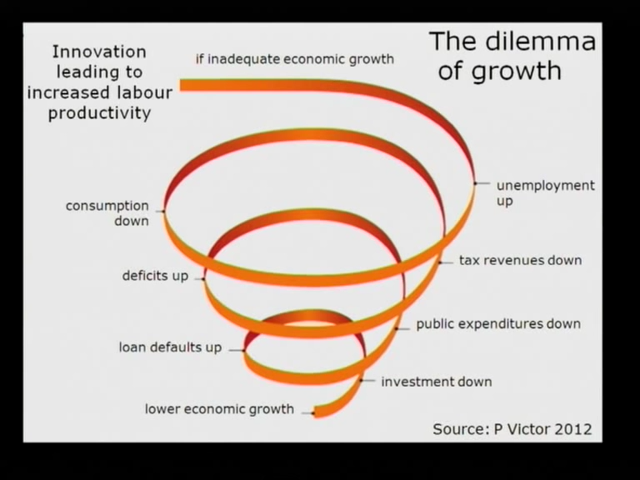 The dilemma
of growth
Innovation
leading to
increased labour
productivity
if inadequate economic growth
unemployment
up
consumption
down
tax revenues down
deficits up
public expenditures down
loan defaults up
investment down
lower economic growth
Source: P Victor 2012